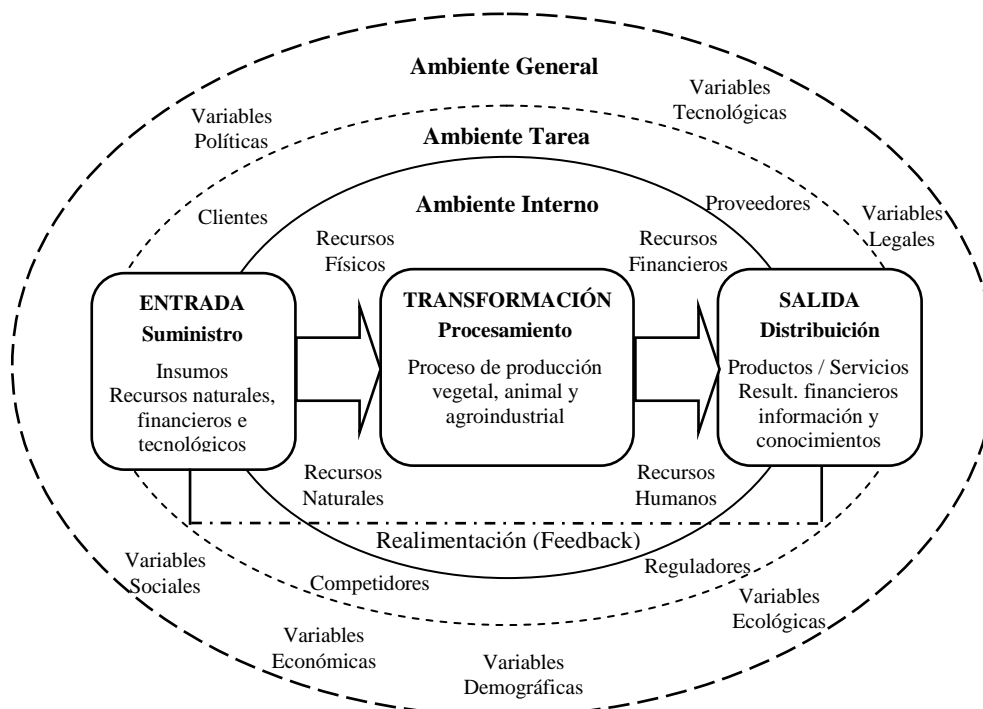 Ambiente General
Variables
Tecnológicas
Variables
Políticas
Ambiente Tarea
Clientes
Ambiente Interno
Proveedores
Variables
Legales
Recursos
Físicos
Recursos
Financieros
ENTRADA
Suministro
Insumos
Recursos naturales,
financieros e
tecnológicos
TRANSFORMACIÓN
Procesamiento
Proceso de producción
vegetal, animal y
agroindustrial
SALIDA
Distribuición
Productos / Servicios
Result. financieros
información y
conocimientos
Recursos
Naturales
Recursos
Humanos
Realimentación (Feedback)
Variables
Sociales
Competidores
Reguladores
Variables
Ecológicas
Variables
Económicas
Variables
Demográficas